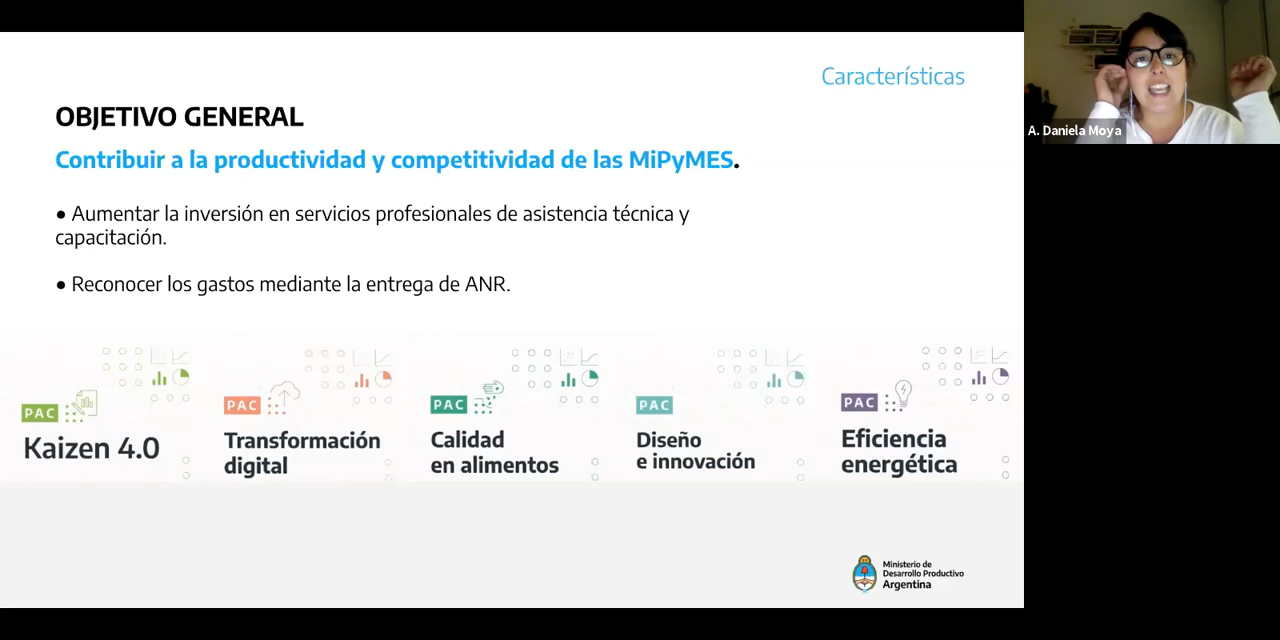 Características
OBJETIVO GENERAL
Contribuir a la productividad y competitividad de las MiPyMES.
● Aumentar la inversión en servicios profesionales de asistencia técnica y
capacitación.
● Reconocer los gastos mediante la entrega de ANR.
PAC
Kaizen 4.0
PAC
Transformación
digital
PAC
Calidad
en alimentos
PAC
Diseño
e innovación
PAC
Eficiencia
energética
Ministerio de
Desarrollo Productivo
Argentina
A. Daniela Moya